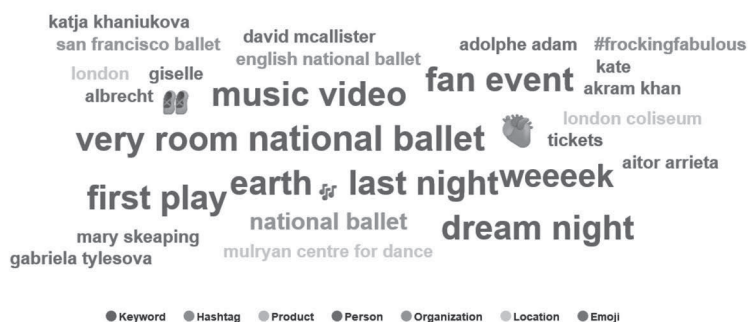 katja khaniukova
san francisco ballet
david mcallister
english national ballet
adolphe adam
#frockingfabulous
london
giselle
albrecht
music video
fan event
kate
akram khan
very room national ballet
london coliseum
tickets
aitor arrieta
first play
earth
last night
weeeek
national ballet
dream night
mary skeaping
mulryan centre for dance
gabriela tylesova
Keyword Hashtag Product Person Organization Location Emoji